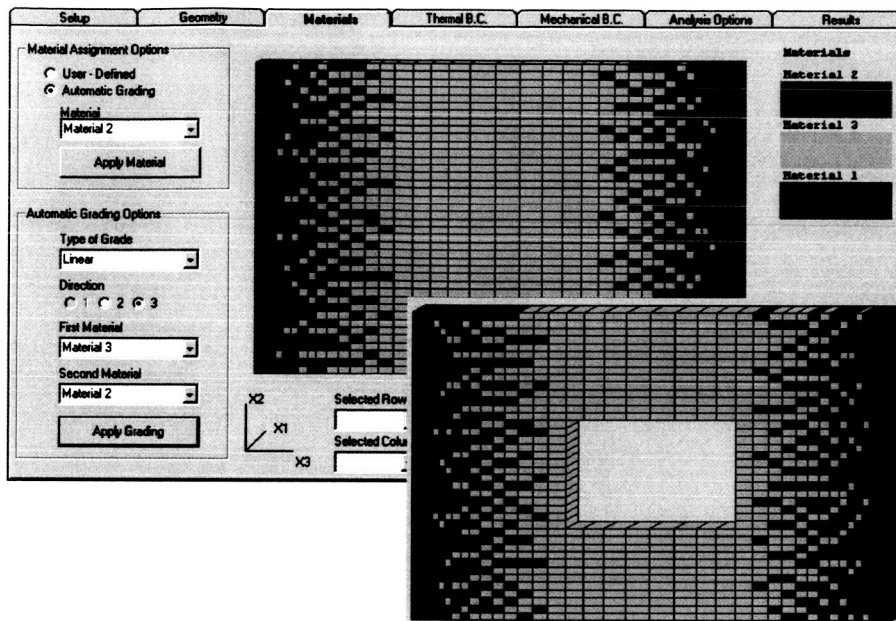 Setup
Geometry
Materials
Thermal B.C.
Mechanical B.C.
Analysis Options
Results
Material Assignment Options
User - Defined
Automatic Grading
Material
Material 2
Apply Material
Automatic Grading Options
Type of Grade
Linear
Direction
1 2 3
First Material
Material 3
Second Material
Material 2
Apply Grading
X2
X1
X3
Selected Row
Selected Colu
Materials
Material 2
Material 3
Material 1